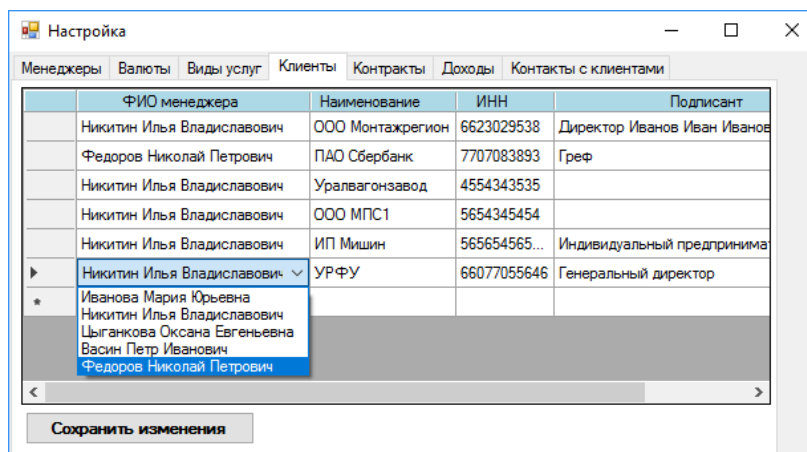 Настройка
Менеджеры Валюты Виды услуг Клиенты Контракты Доходы Контакты с клиентами
ФИО менеджера Наименование ИНН Подписант
Никитин Илья Владиславович ООО Монтажрегион 6623029538 Директор Иванов Иван Иванов
Федоров Николай Петрович ПАО Сбербанк 7707083893 Греф
Никитин Илья Владиславович Уралвагонзавод 4554343535
Никитин Илья Владиславович ООО МПС1 5654345454
Никитин Илья Владиславович ИП Мишин 565654565... Индивидуальный предпринимат
Никитин Илья Владиславович УРФУ 66077055646 Генеральный директор
Иванова Мария Юрьевна
Никитин Илья Владиславович
Цыганкова Оксана Евгеньевна
Васин Петр Иванович
Федоров Николай Петрович
Сохранить изменения